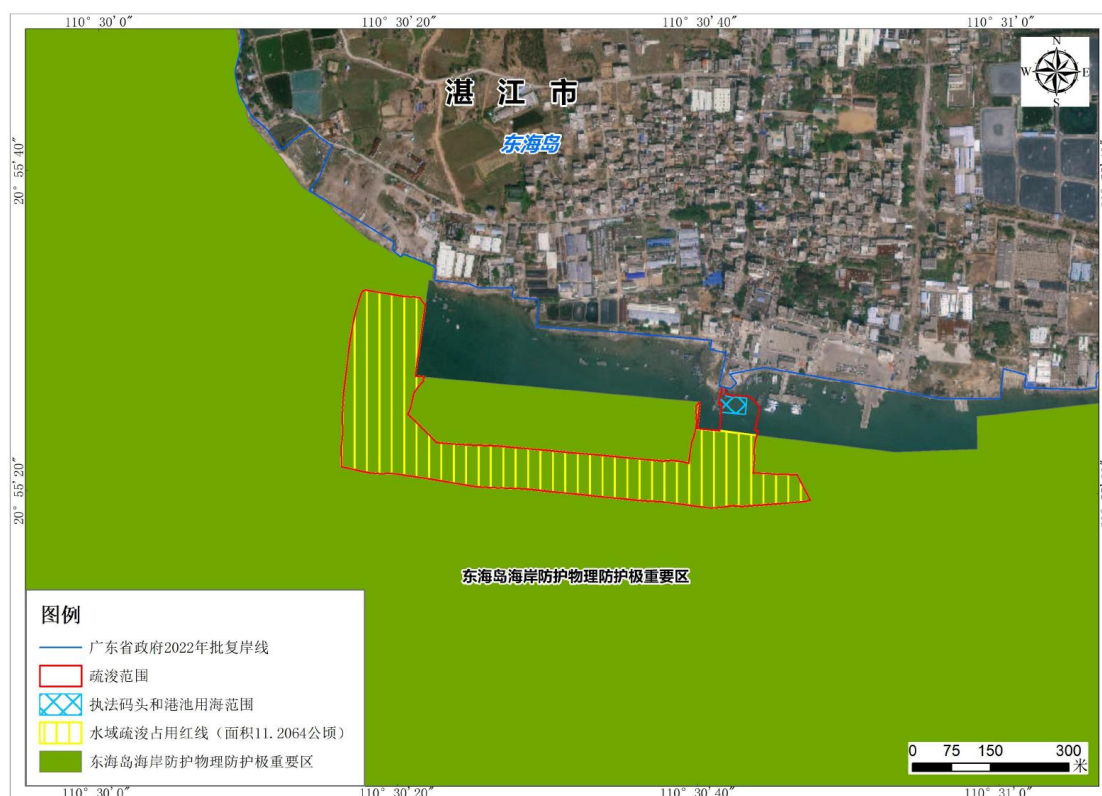 110° 30′ 0″
110° 30′ 20″
110° 30′ 40″
110° 31′ 0″
N
W
E
S
湛江市
东海岛
20° 55′ 40″
20° 55′ 20″
东海岛海岸防护物理防护极重要区
图例
广东省政府2022年批复岸线
疏浚范围
执法码头和港池用海范围
水域疏浚占用红线（面积11.2064公顷）
东海岛海岸防护物理防护极重要区
0 75 150 300
米
110° 30′ 0″
110° 30′ 20″
110° 30′ 40″
110° 31′ 0″